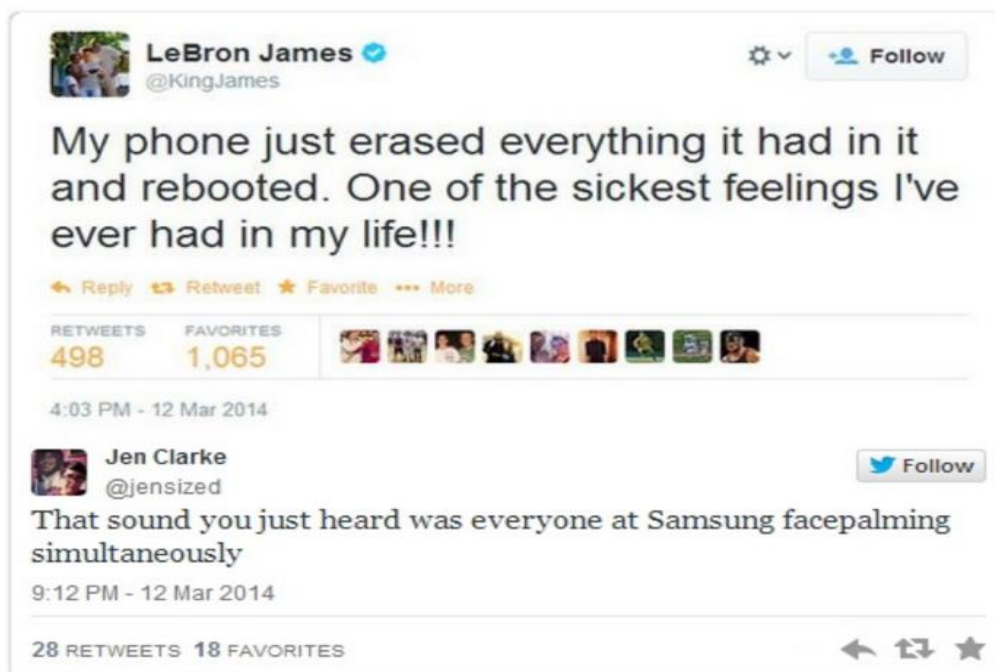 LeBron James
@KingJames
Follow
My phone just erased everything it had in it
and rebooted. One of the sickest feelings I've
ever had in my life!!!
Reply Retweet Favorite More
RETWEETS FAVORITES
498 1,065
4:03 PM - 12 Mar 2014
Jen Clarke
@jensized
Follow
That sound you just heard was everyone at Samsung facepalming
simultaneously
9:12 PM - 12 Mar 2014
28 RETWEETS 18 FAVORITES